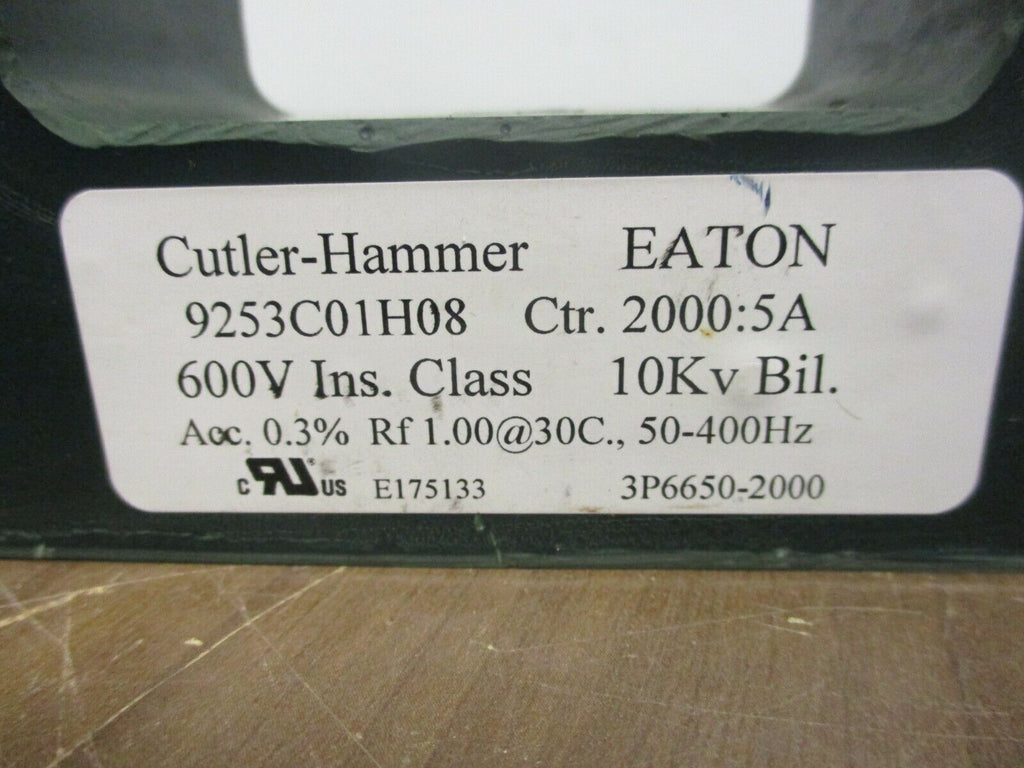 Cutler-Hammer EATON
9253C01H08 Ctr. 2000:5A
600V Ins. Class 10Kv Bil.
Acc. 0.3% Rf 1.00@30C., 50-400Hz
c RU® US E175133 3P6650-2000